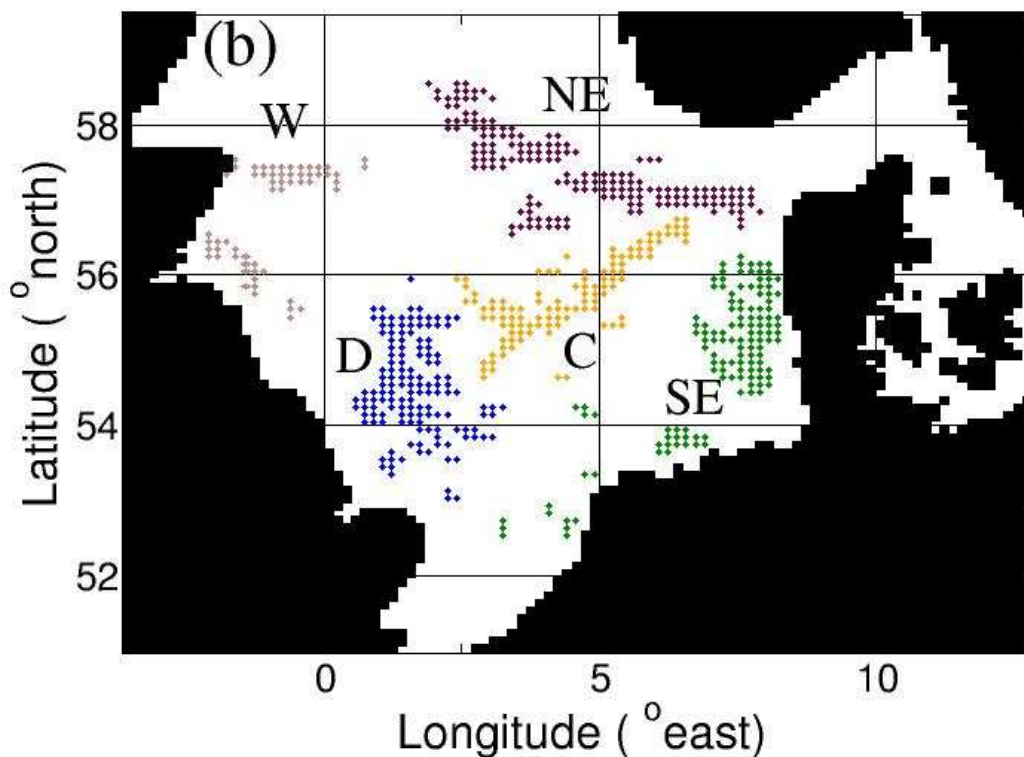 (b)
NE
W
58
56
D
C
SE
54
52
Latitude ( °north)
0
5
10
Longitude ( °east)